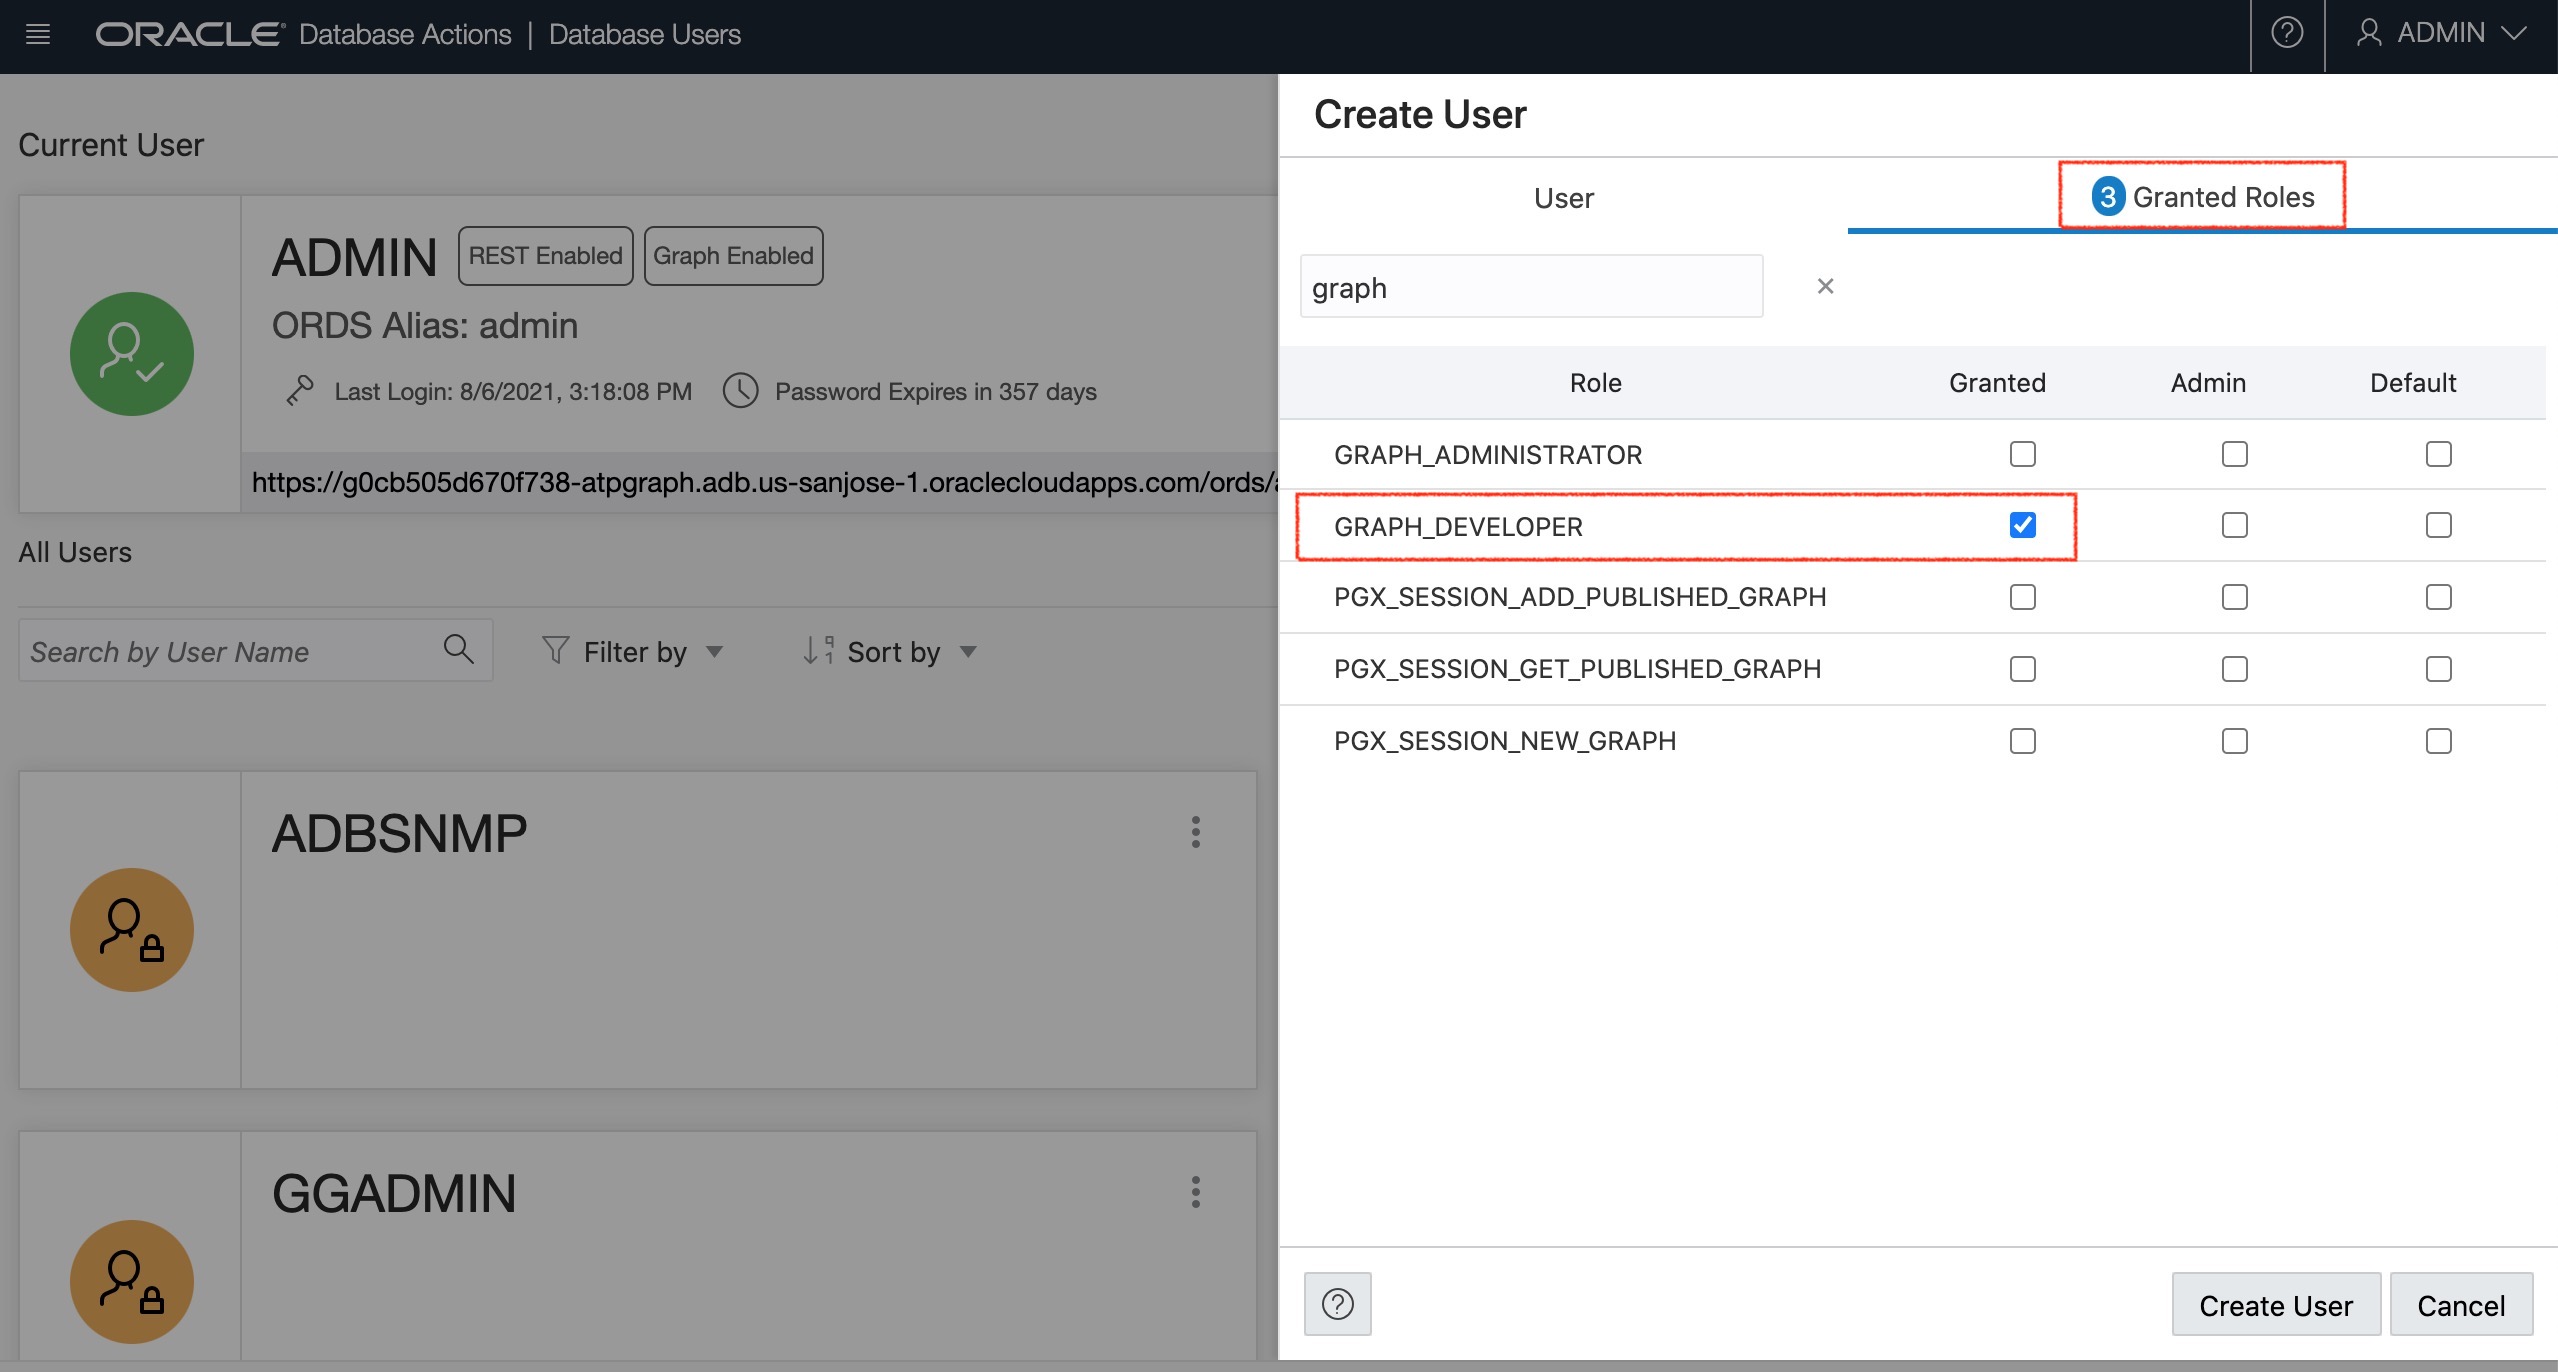 ORACLE Database Actions | Database Users
ADMIN
Current User
ADMIN REST Enabled Graph Enabled
ORDS Alias: admin
Last Login: 8/6/2021, 3:18:08 PM Password Expires in 357 days
https://g0cb505d670f738-atpgraph.adb.us-sanjose-1.oraclecloudapps.com/ords/a
All Users
Search by User Name Filter by Sort by
ADBSNMP
GGADMIN
Create User
User 3 Granted Roles
graph
Role Granted Admin Default
GRAPH_ADMINISTRATOR
GRAPH_DEVELOPER
PGX_SESSION_ADD_PUBLISHED_GRAPH
PGX_SESSION_GET_PUBLISHED_GRAPH
PGX_SESSION_NEW_GRAPH
Create User Cancel